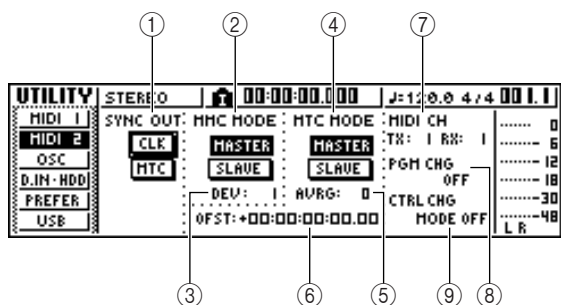 ① ② ④ ⑦
UTILITY STEREO I 00:00:00.000 ♩=120.0 4/4 001.1
MIDI 1 SYNC OUT MMC MODE MTC MODE MIDI CH 0
MIDI 2 CLK MASTER MASTER TX: 1 RX: 1 6
OSC MTC SLAVE SLAVE PGM CHG 12
D.IN-HDD DEV: 1 AVRG: 0 OFF 18
PREFER CTRL CHG 30
USB OFST:+00:00:00:00.00 MODE OFF 48
L R
③ ⑥ ⑤ ⑨ ⑧